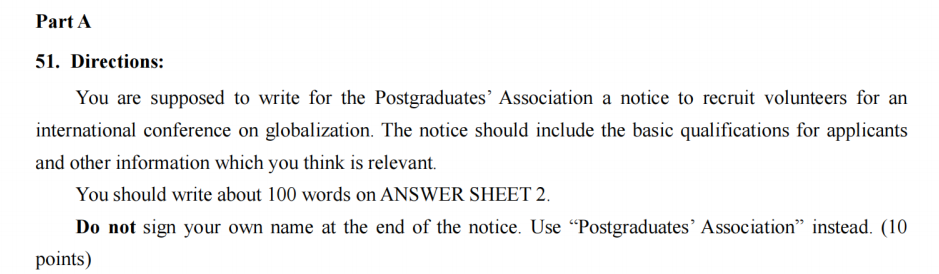 Part A
51. Directions:
You are supposed to write for the Postgraduates’ Association a notice to recruit volunteers for an
international conference on globalization. The notice should include the basic qualifications for applicants
and other information which you think is relevant.
You should write about 100 words on ANSWER SHEET 2.
Do not sign your own name at the end of the notice. Use “Postgraduates’ Association” instead. (10
points)